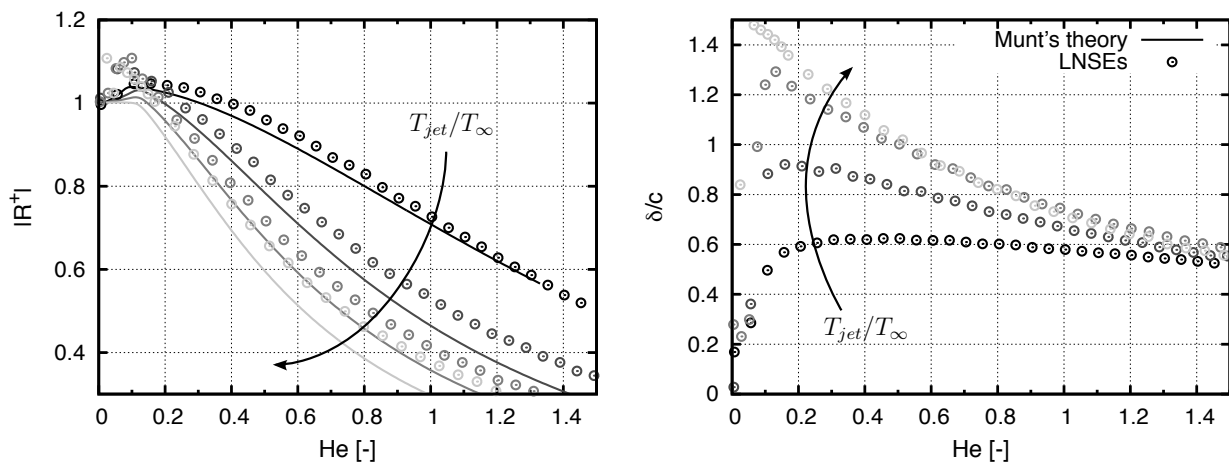 1.2
1
0.8
0.6
0.4
|R⁺|
T_jet/T_∞
0 0.2 0.4 0.6 0.8 1 1.2 1.4
He [-]
1.4
1.2
1
0.8
0.6
0.4
0.2
0
δ/c
Munt's theory
LNSEs
T_jet/T_∞
0 0.2 0.4 0.6 0.8 1 1.2 1.4
He [-]